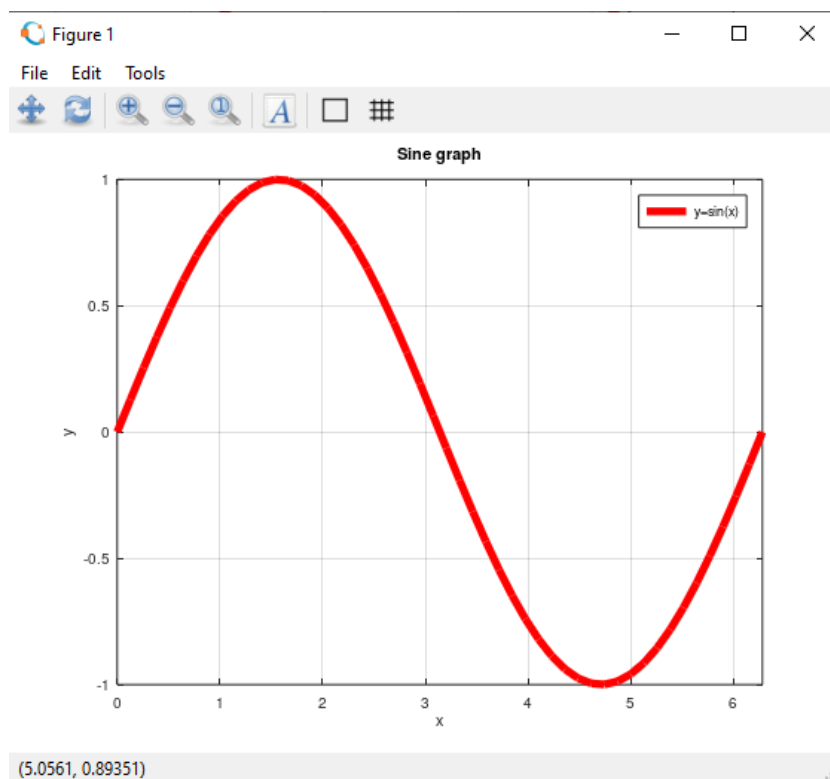 Figure 1
File Edit Tools
A
Sine graph
y=sin(x)
1
0.5
0
-0.5
-1
y
0 1 2 3 4 5 6
x
(5.0561, 0.89351)